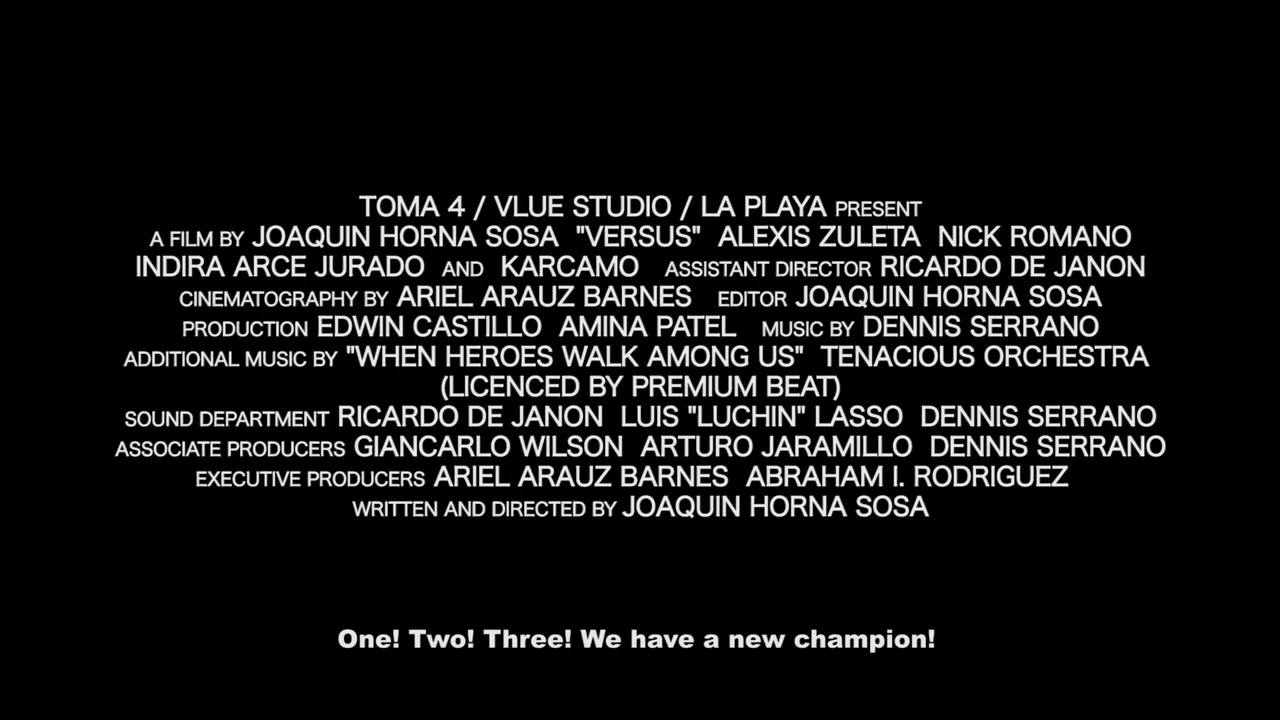 TOMA 4 / VLUE STUDIO / LA PLAYA PRESENT
A FILM BY JOAQUIN HORNA SOSA "VERSUS" ALEXIS ZULETA NICK ROMANO
INDIRA ARCE JURADO AND KARCAMO ASSISTANT DIRECTOR RICARDO DE JANON
CINEMATOGRAPHY BY ARIEL ARAUZ BARNES EDITOR JOAQUIN HORNA SOSA
PRODUCTION EDWIN CASTILLO AMINA PATEL MUSIC BY DENNIS SERRANO
ADDITIONAL MUSIC BY "WHEN HEROES WALK AMONG US" TENACIOUS ORCHESTRA
(LICENCED BY PREMIUM BEAT)
SOUND DEPARTMENT RICARDO DE JANON LUIS "LUCHIN" LASSO DENNIS SERRANO
ASSOCIATE PRODUCERS GIANCARLO WILSON ARTURO JARAMILLO DENNIS SERRANO
EXECUTIVE PRODUCERS ARIEL ARAUZ BARNES ABRAHAM I. RODRIGUEZ
WRITTEN AND DIRECTED BY JOAQUIN HORNA SOSA
One! Two! Three! We have a new champion!